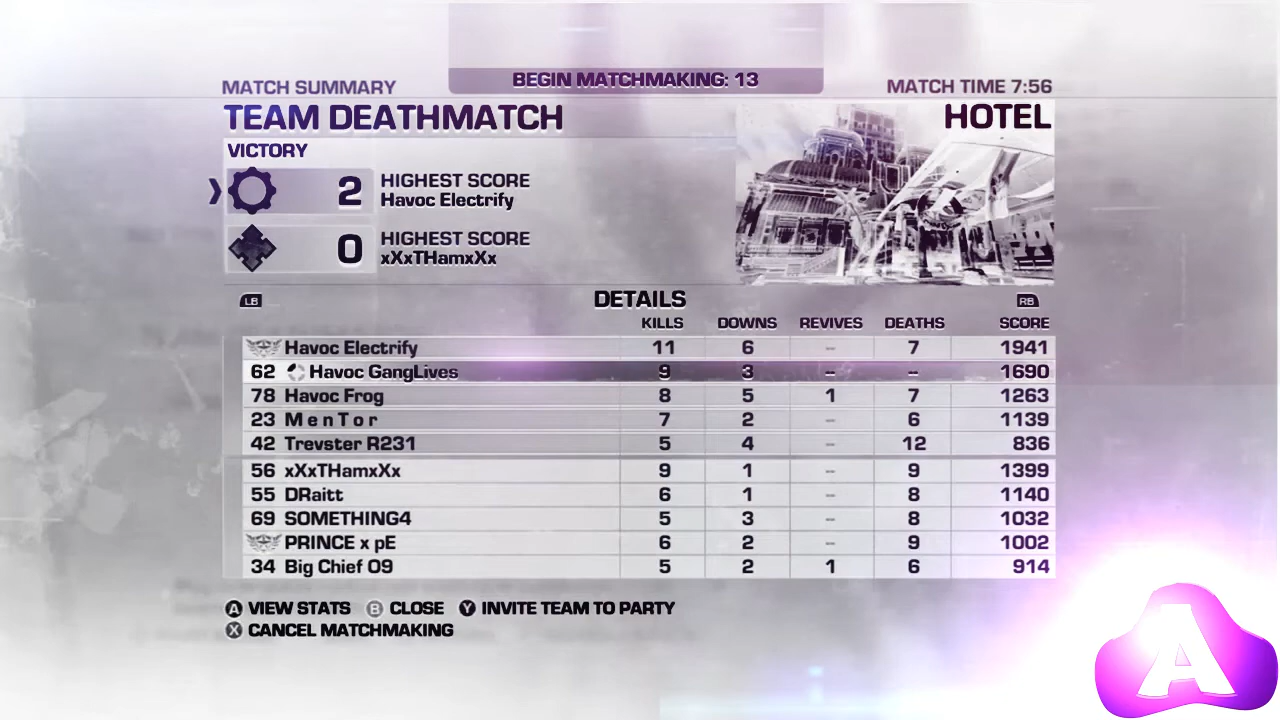 BEGIN MATCHMAKING: 13
MATCH SUMMARY
MATCH TIME 7:56
TEAM DEATHMATCH
HOTEL
VICTORY
2 HIGHEST SCORE
Havoc Electrify
0 HIGHEST SCORE
xXxTHamxXx
LB DETAILS RB
KILLS DOWNS REVIVES DEATHS SCORE
Havoc Electrify 11 6 -- 7 1941
62 Havoc GangLives 9 3 -- -- 1690
78 Havoc Frog 8 5 1 7 1263
23 M e n T o r 7 2 -- 6 1139
42 Trevster R231 5 4 -- 12 836
56 xXxTHamxXx 9 1 -- 9 1399
55 DRaitt 6 1 -- 8 1140
69 SOMETHING4 5 3 -- 8 1032
PRINCE x pE 6 2 -- 9 1002
34 Big Chief 09 5 2 1 6 914
A VIEW STATS B CLOSE Y INVITE TEAM TO PARTY
X CANCEL MATCHMAKING
A